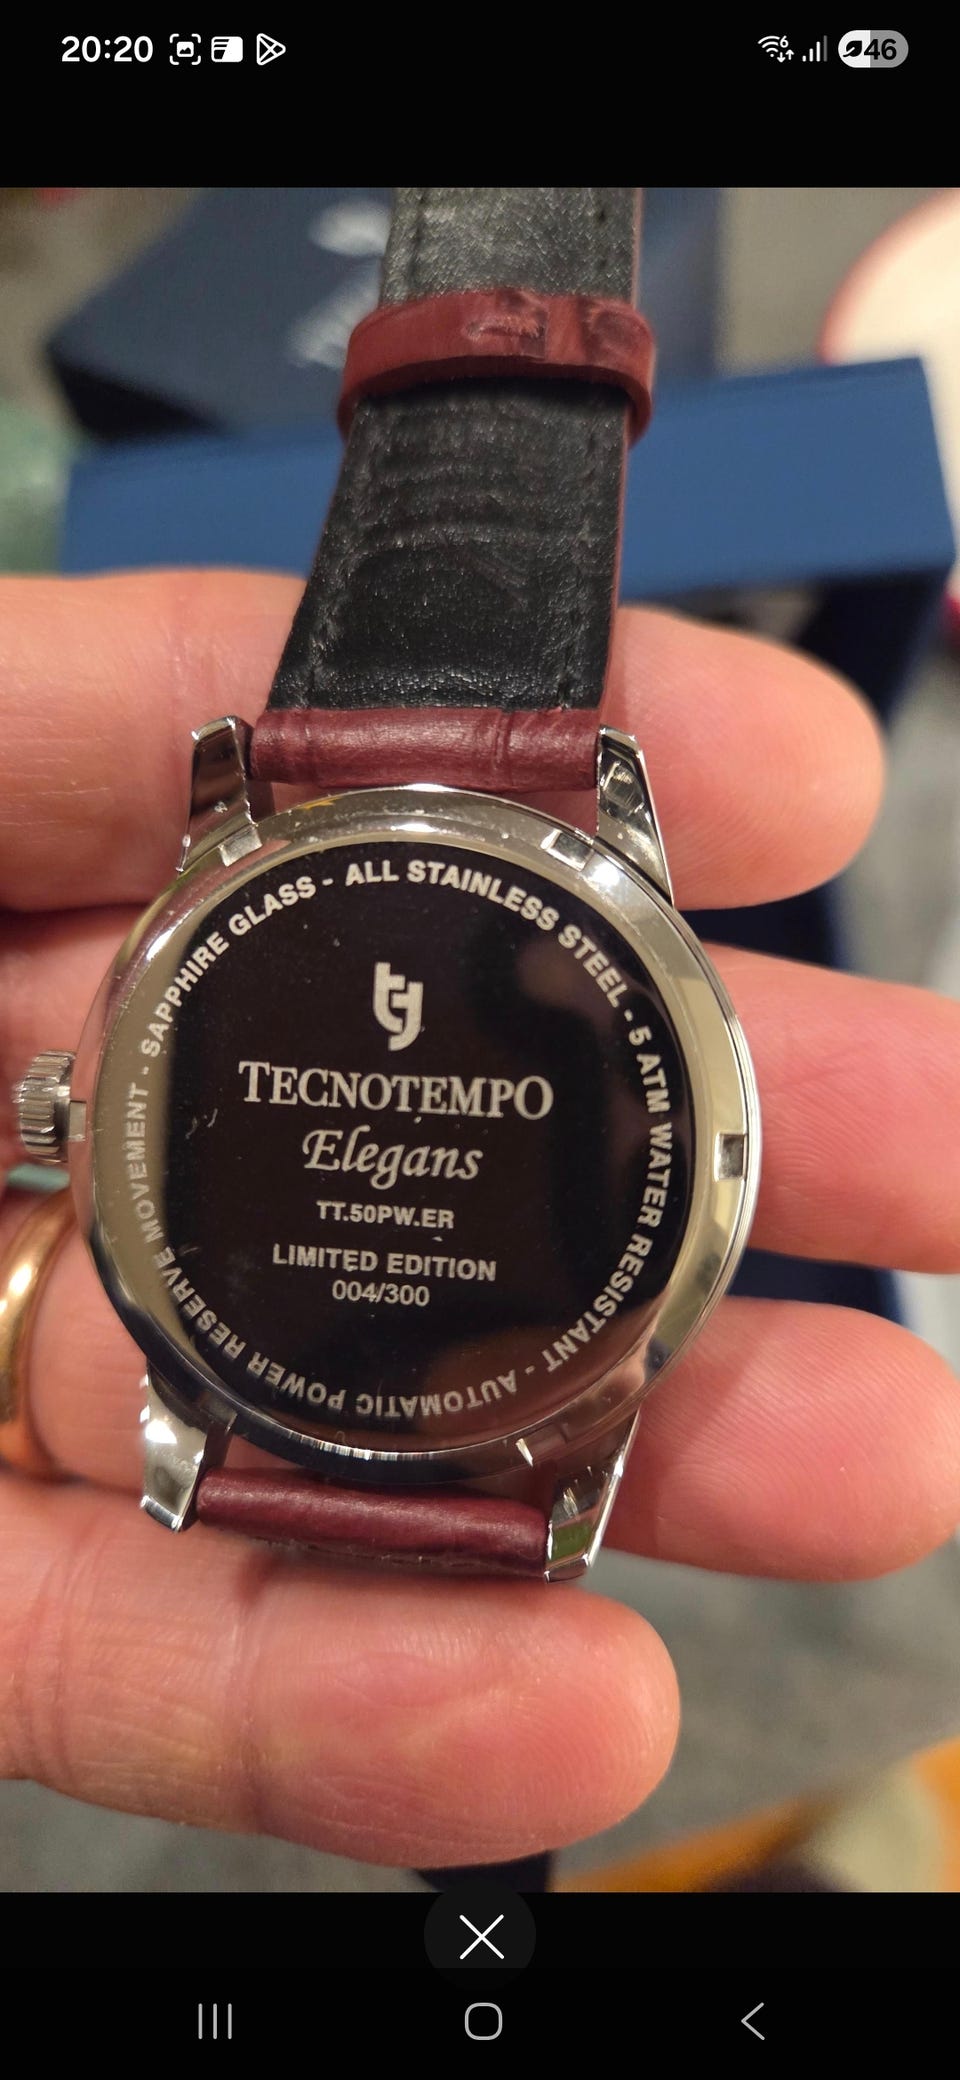 20:20
6
46
SAPPHIRE GLASS - ALL STAINLESS STEEL - 5 ATM WATER RESISTANT - AUTOMATIC POWER RESERVE MOVEMENT -
TECNOTEMPO
Elegans
TT.50PW.ER
LIMITED EDITION
004/300